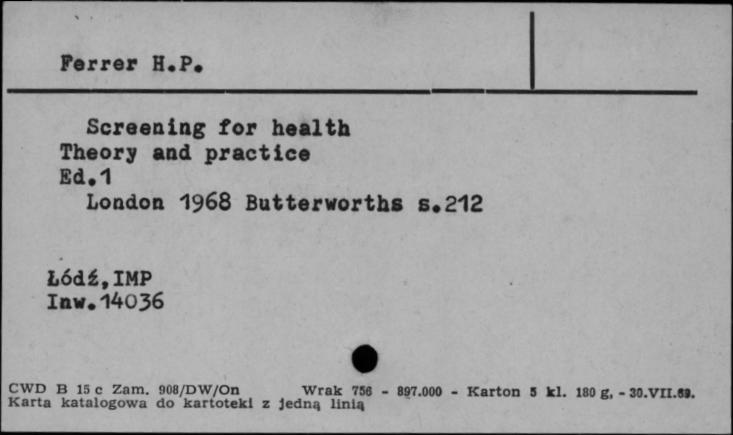 Ferrer H.P.
Screening for health
Theory and practice
Ed.1
London 1968 Butterworths s.212
Łódź,IMP
Inw.14036
CWD B 15 c Zam. 908/DW/On Wrak 756 - 897.000 - Karton 5 kl. 180 g, - 30.VII.69.
Karta katalogowa do kartoteki z jedną linią